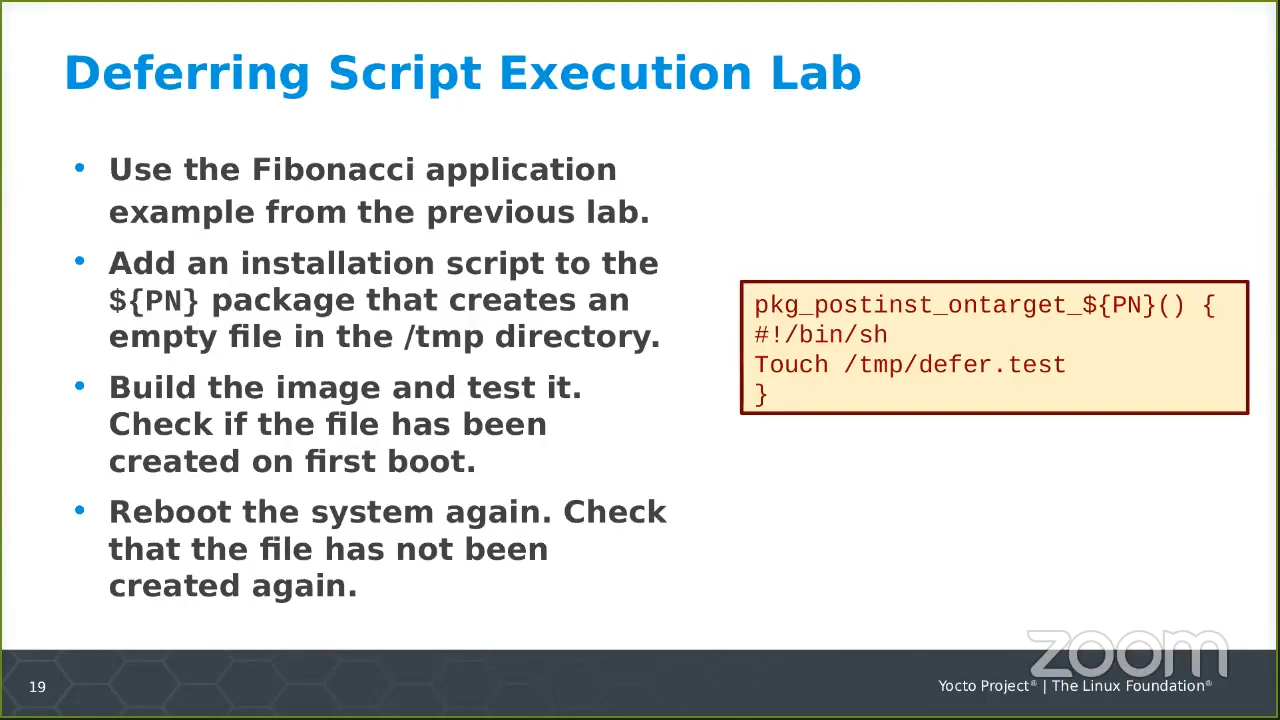 Deferring Script Execution Lab
• Use the Fibonacci application
example from the previous lab.
• Add an installation script to the
${PN} package that creates an
empty file in the /tmp directory.
• Build the image and test it.
Check if the file has been
created on first boot.
• Reboot the system again. Check
that the file has not been
created again.
pkg_postinst_ontarget_${PN}() {
#!/bin/sh
Touch /tmp/defer.test
}
zoom
19
Yocto Project® | The Linux Foundation®